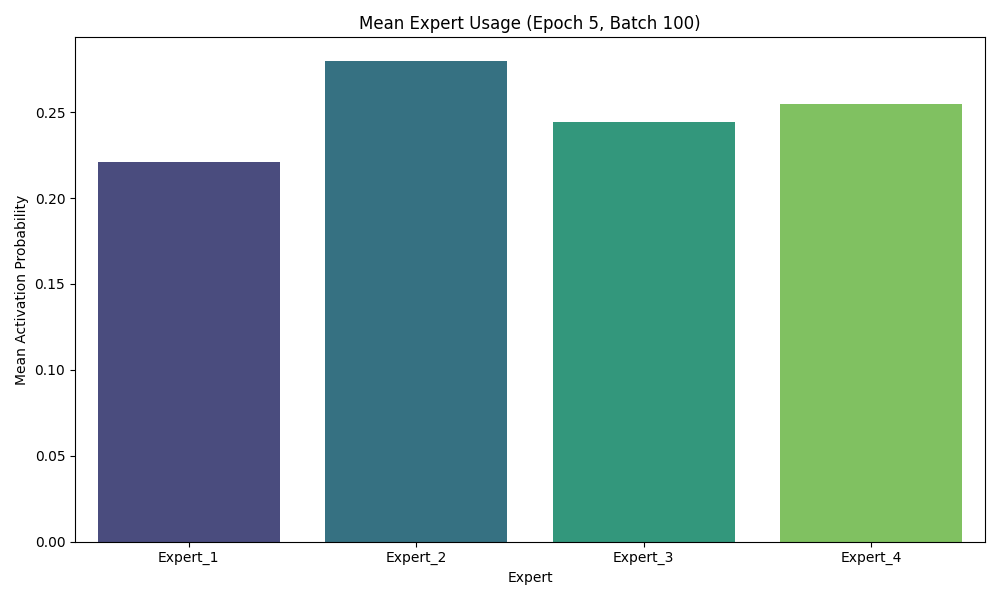 Mean Expert Usage (Epoch 5, Batch 100)
Mean Activation Probability
0.25
0.20
0.15
0.10
0.05
0.00
Expert_1 Expert_2 Expert_3 Expert_4
Expert